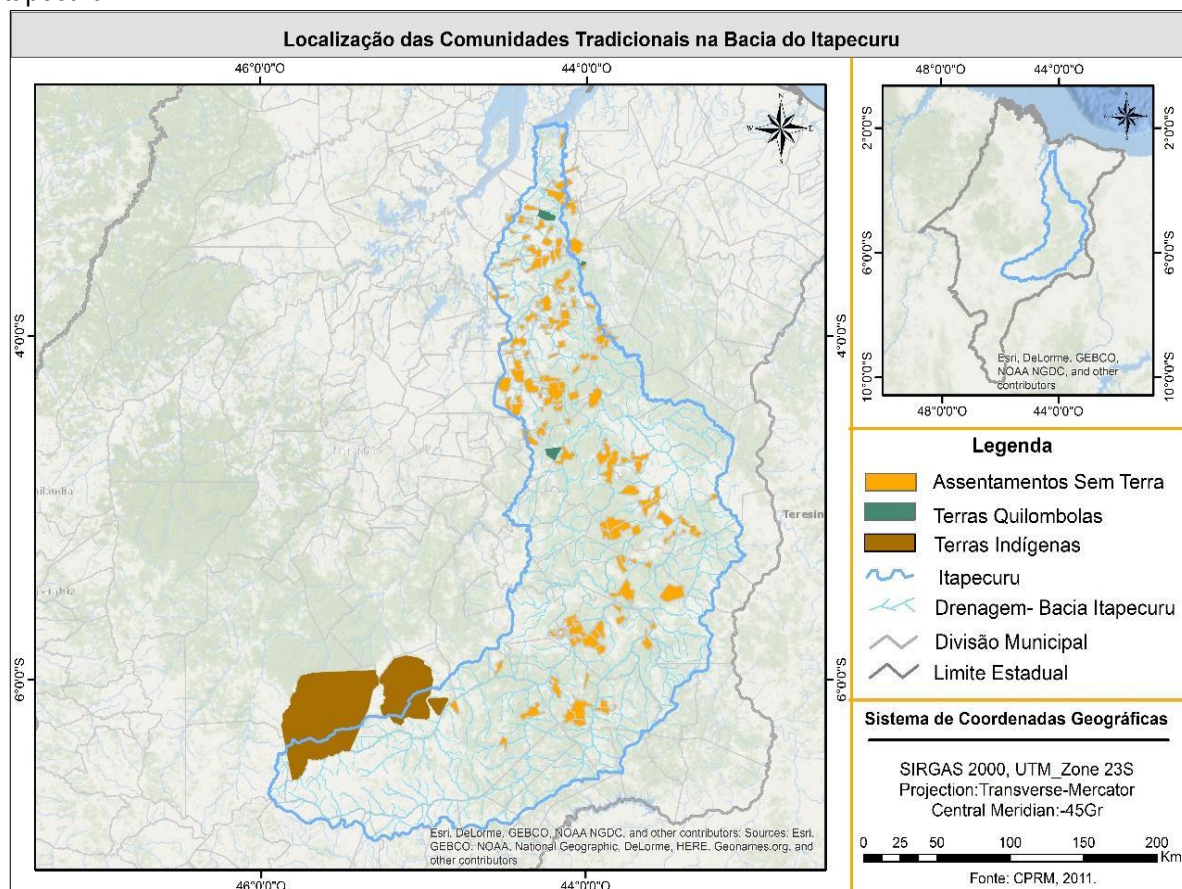 Localização das Comunidades Tradicionais na Bacia do Itapecuru
46°0'0"O 44°0'0"O
N
W E
S
4°0'0"S 4°0'0"S
Teresin
6°0'0"S 6°0'0"S
Esri, DeLorme, GEBCO, NOAA NGDC, and other contributors: Sources: Esri,
GEBCO, NOAA, National Geographic, DeLorme, HERE, Geonames.org, and
other contributors
46°0'0"O 44°0'0"O
48°0'0"O 44°0'0"O
2°0'0"S 2°0'0"S
6°0'0"S 6°0'0"S
10°0'0"S 10°0'0"S
Esri, DeLorme, GEBCO,
NOAA NGDC, and other
contributors
48°0'0"O 44°0'0"O
Legenda
Assentamentos Sem Terra
Terras Quilombolas
Terras Indígenas
Itapecuru
Drenagem- Bacia Itapecuru
Divisão Municipal
Limite Estadual
Sistema de Coordenadas Geográficas
SIRGAS 2000, UTM_Zone 23S
Projection:Transverse-Mercator
Central Meridian:-45Gr
0 25 50 100 150 200
Km
Fonte: CPRM, 2011.